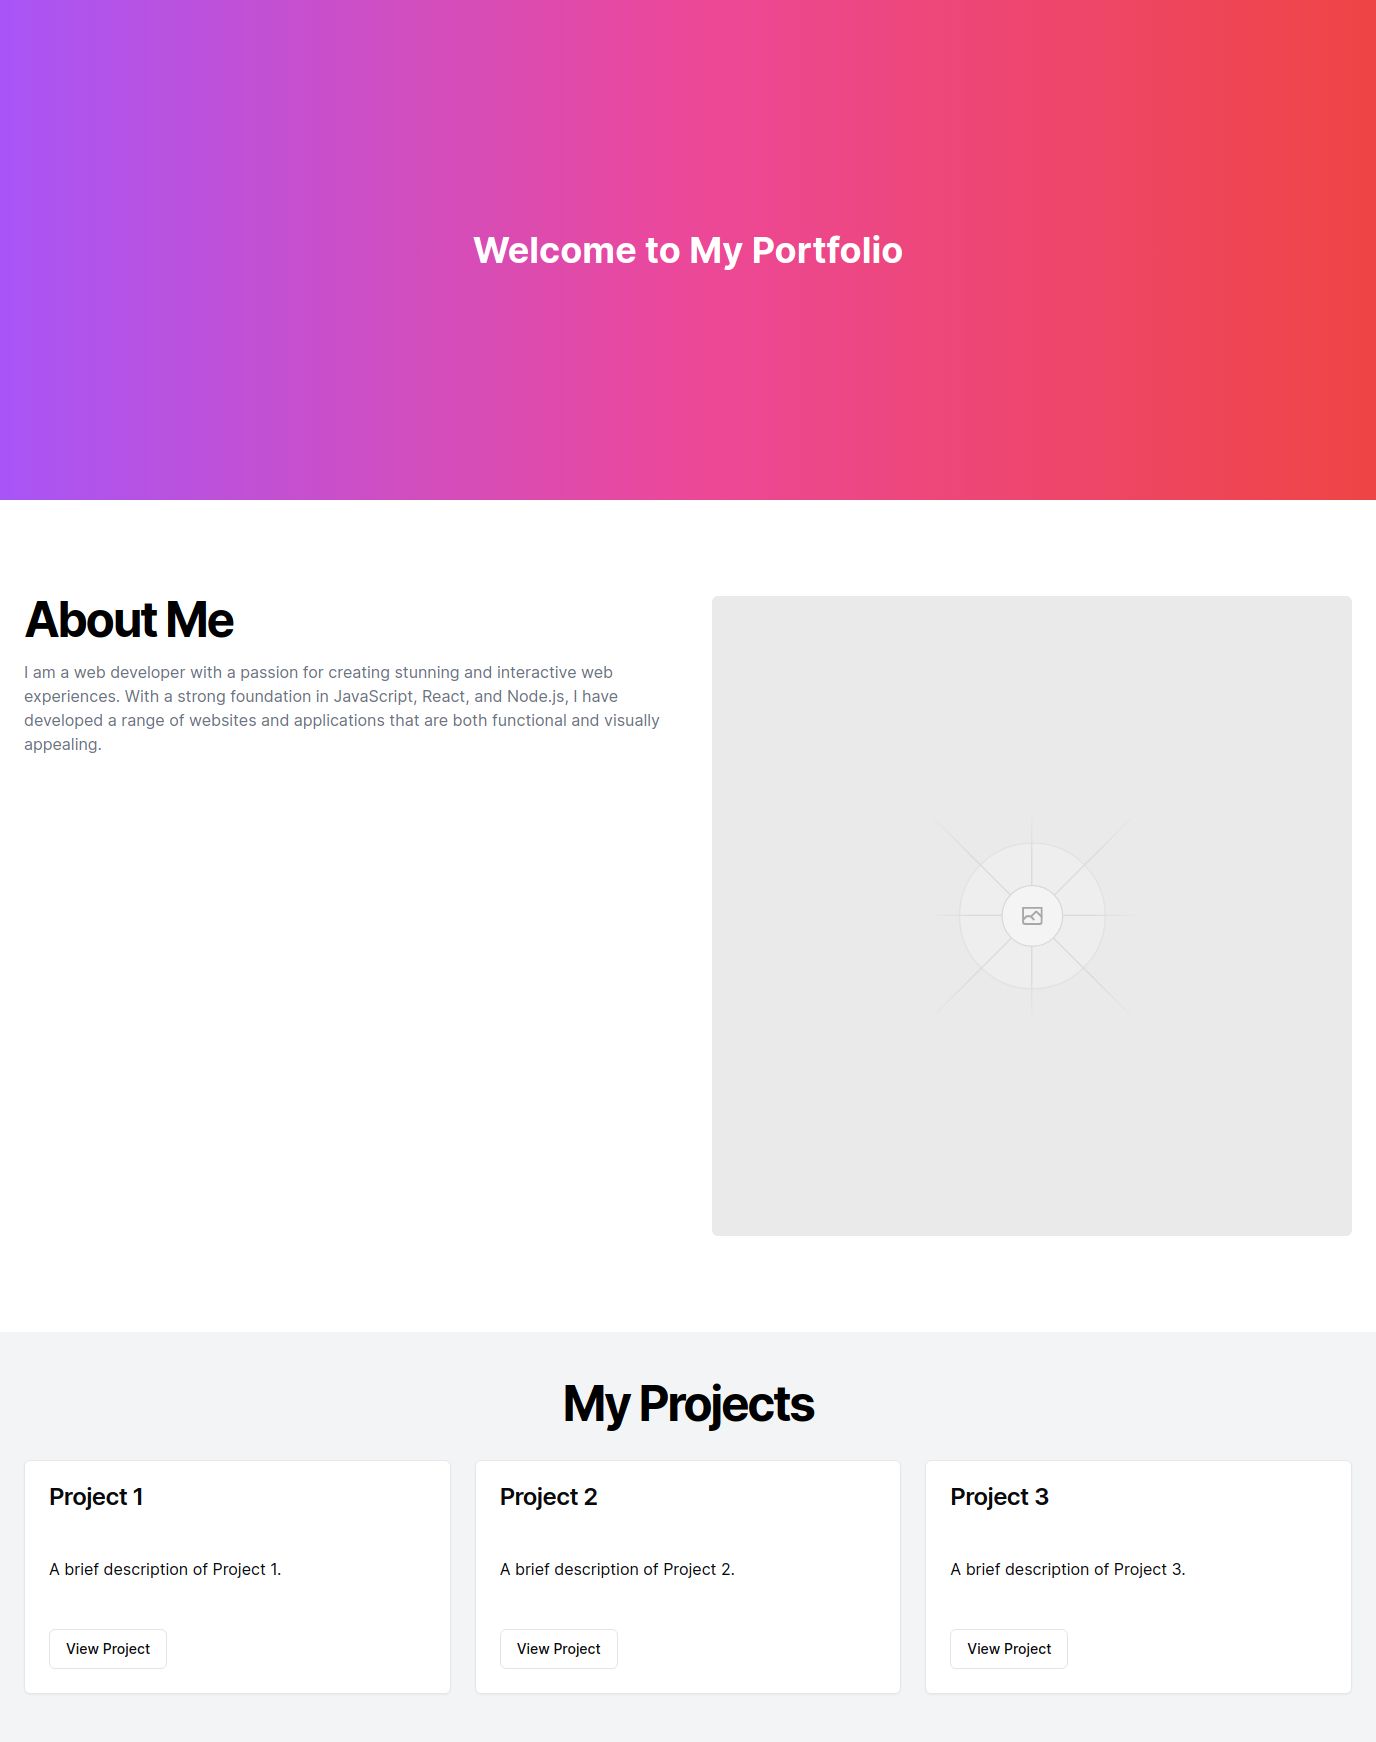 Welcome to My Portfolio
About Me
I am a web developer with a passion for creating stunning and interactive web
experiences. With a strong foundation in JavaScript, React, and Node.js, I have
developed a range of websites and applications that are both functional and visually
appealing.
My Projects
Project 1
A brief description of Project 1.
View Project
Project 2
A brief description of Project 2.
View Project
Project 3
A brief description of Project 3.
View Project